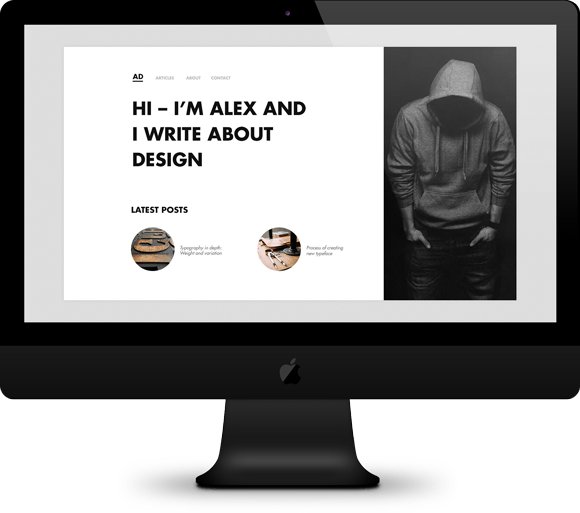 AD ARTICLES ABOUT CONTACT
HI – I'M ALEX AND
I WRITE ABOUT
DESIGN
LATEST POSTS
Typography in depth:
Weight and variation
Process of creating
new typeface